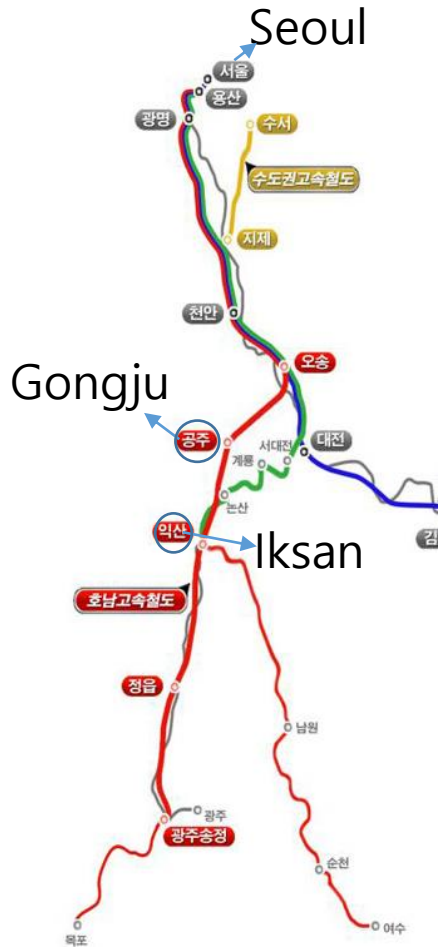 Seoul
서울
용산
광명
수서
수도권고속철도
지제
천안
오송
Gongju
공주
서대전
대전
계룡
논산
김
익산
Iksan
호남고속철도
정읍
남원
광주
광주송정
순천
목포
여수